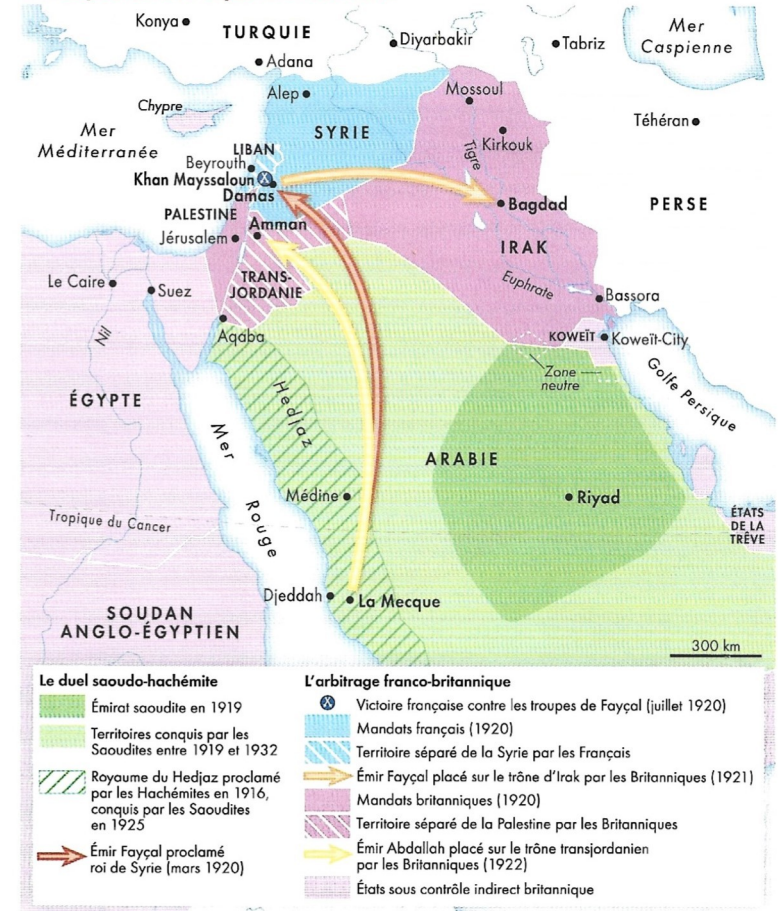 Konya
TURQUIE
Diyarbakir
Tabriz
Mer
Caspienne
Adana
Alep
Mossoul
Chypre
Mer
Méditerranée
SYRIE
Kirkouk
Téhéran
Tigre
LIBAN
Beyrouth
Khan Mayssaloun
Damas
Bagdad
PERSE
PALESTINE
Amman
Jérusalem
IRAK
Le Caire
Suez
TRANS-
JORDANIE
Euphrate
Bassora
Nil
Aqaba
KOWEÏT
Koweït-City
Zone
neutre
Golfe Persique
ÉGYPTE
Hedjaz
Mer Rouge
ARABIE
Médine
Riyad
Tropique du Cancer
ÉTATS
DE LA
TRÊVE
Djeddah
La Mecque
SOUDAN
ANGLO-ÉGYPTIEN
300 km
Le duel saoudo-hachémite
Émirat saoudite en 1919
Territoires conquis par les
Saoudites entre 1919 et 1932
Royaume du Hedjaz proclamé
par les Hachémites en 1916,
conquis par les Saoudites
en 1925
Émir Fayçal proclamé
roi de Syrie (mars 1920)
L'arbitrage franco-britannique
Victoire française contre les troupes de Fayçal (juillet 1920)
Mandats français (1920)
Territoire séparé de la Syrie par les Français
Émir Fayçal placé sur le trône d'Irak par les Britanniques (1921)
Mandats britanniques (1920)
Territoire séparé de la Palestine par les Britanniques
Émir Abdallah placé sur le trône transjordanien
par les Britanniques (1922)
États sous contrôle indirect britannique